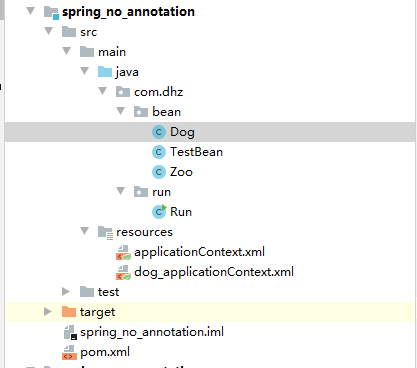 spring_no_annotation
src
main
java
com.dhz
bean
Dog
TestBean
Zoo
run
Run
resources
applicationContext.xml
dog_applicationContext.xml
test
target
spring_no_annotation.iml
pom.xml